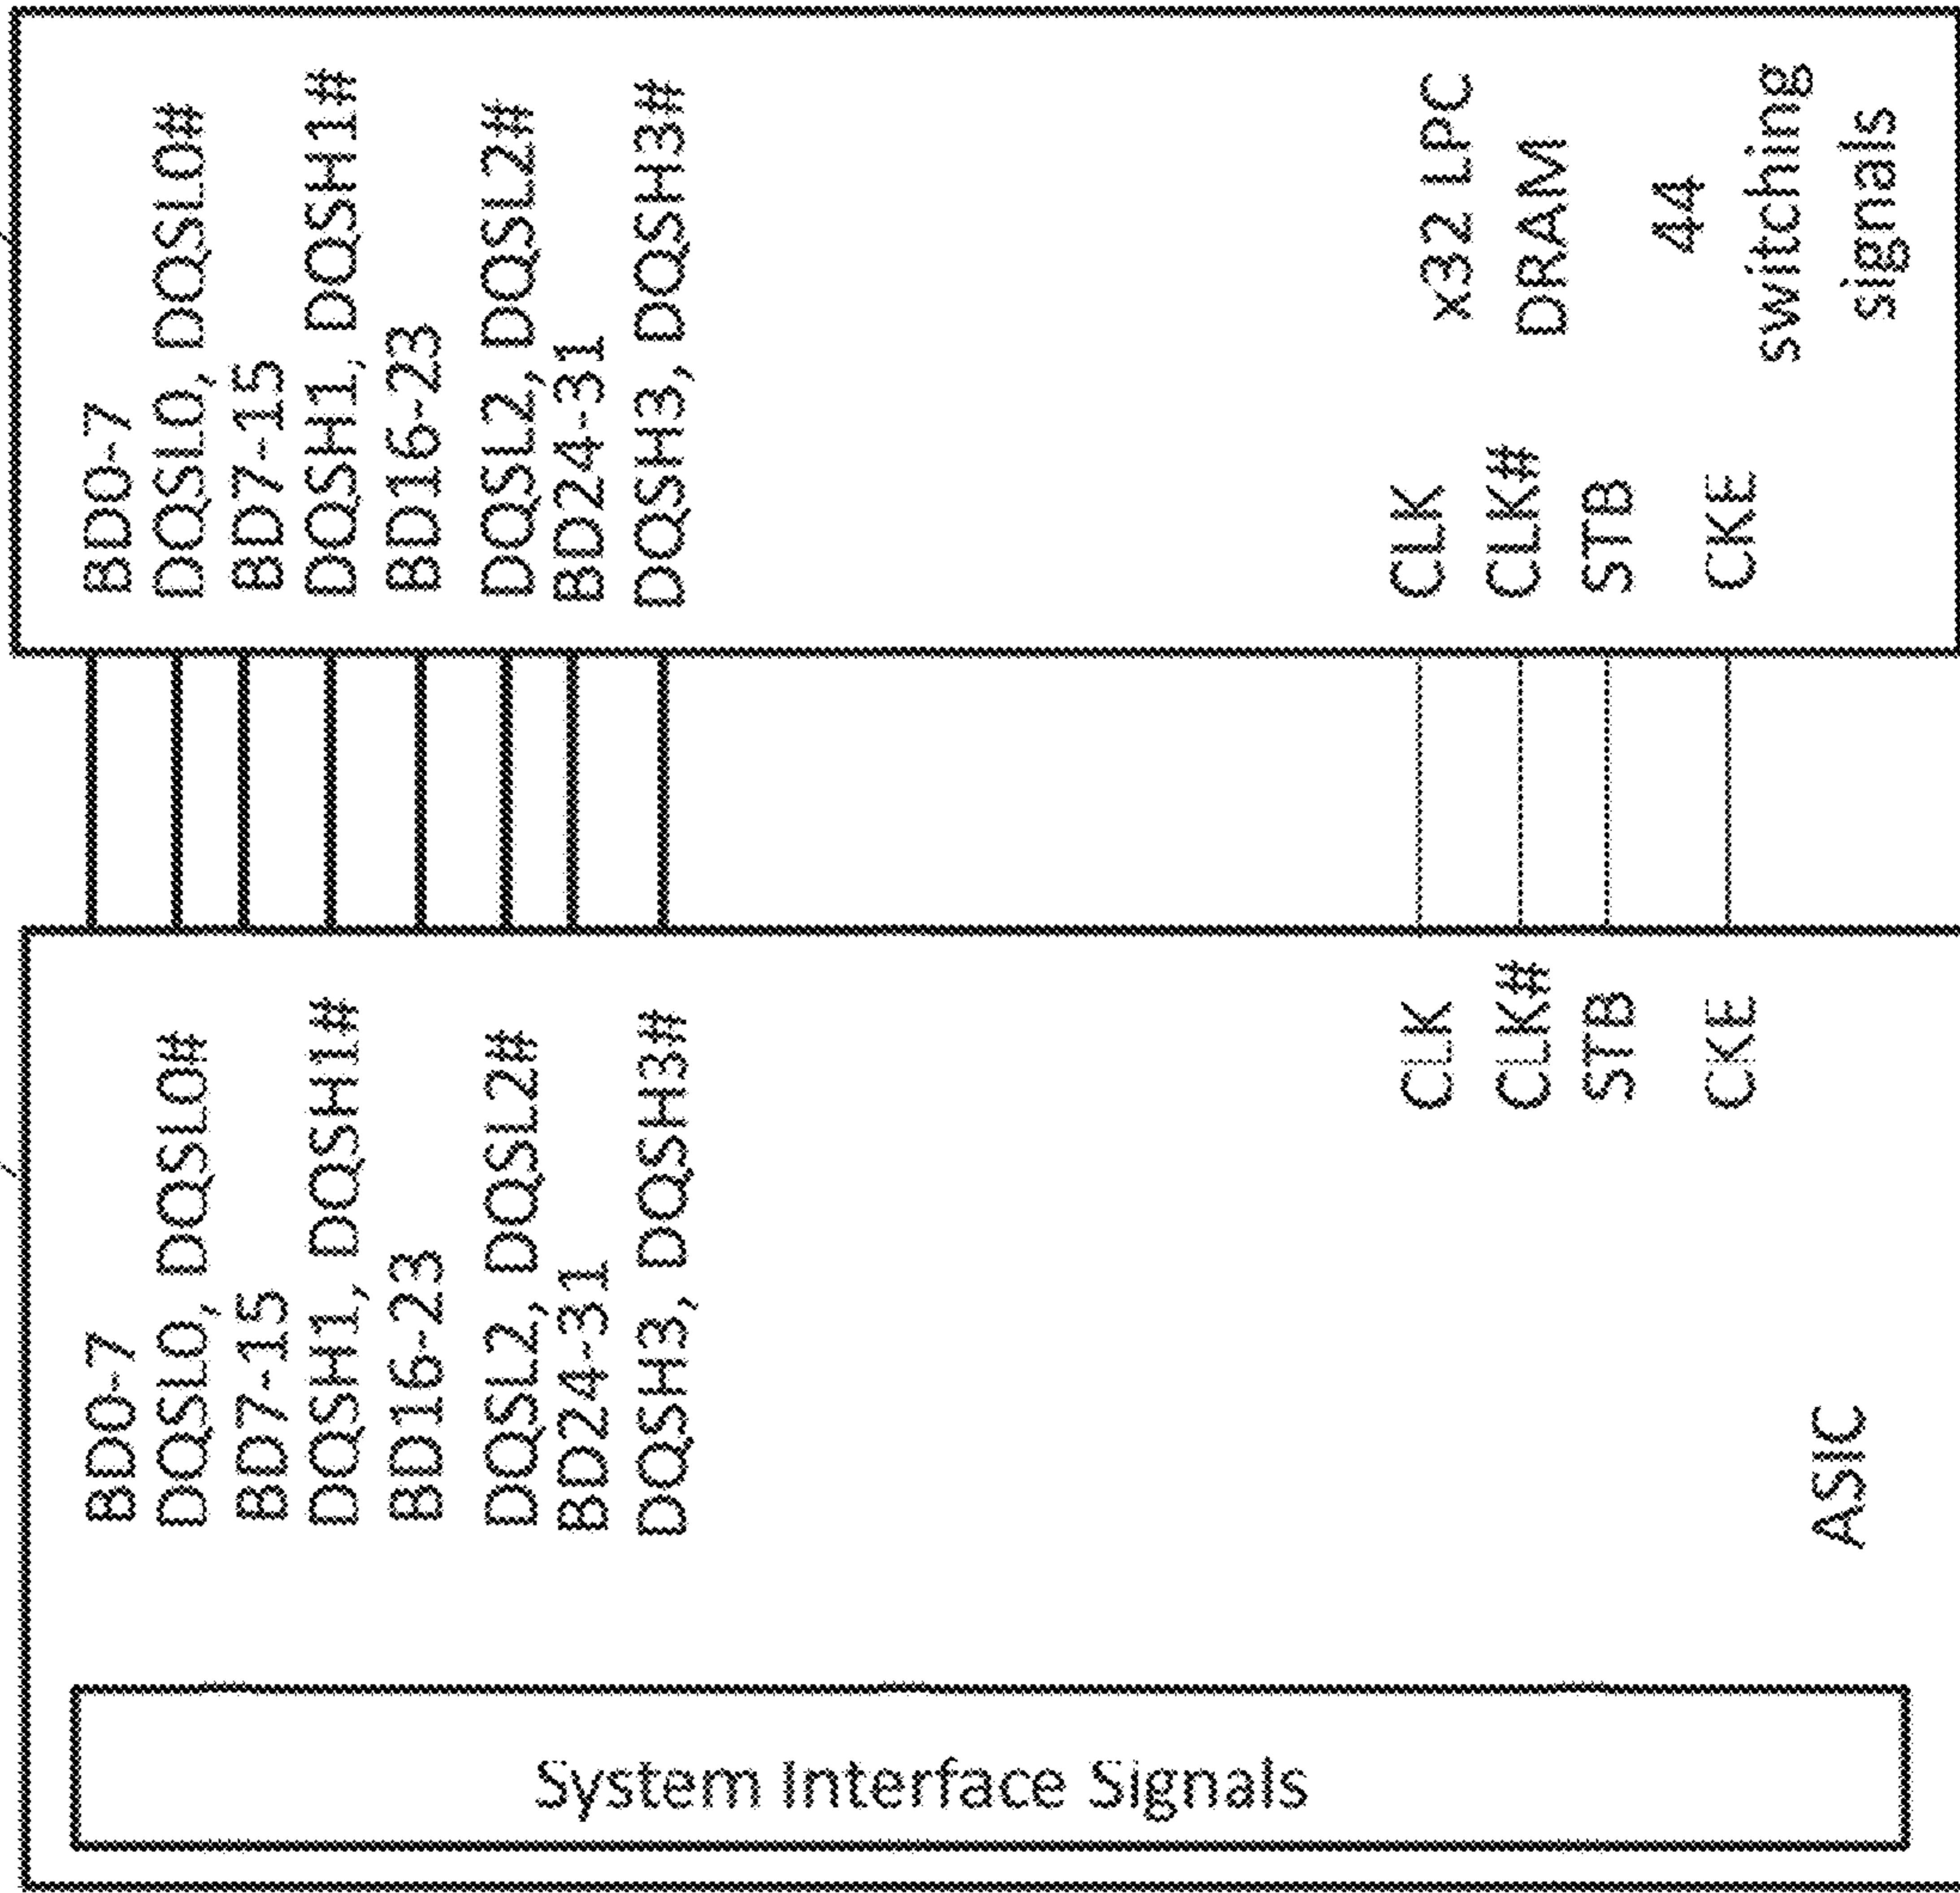 BD0-7
DQSL0, DQSL0#
BD7-15
DQSH1, DQSH1#
BD16-23
DQSL2, DQSL2#
BD24-31
DQSH3, DQSH3#
CLK
CLK#
STB
CKE
ASIC
System Interface Signals
BD0-7
DQSL0, DQSL0#
BD7-15
DQSH1, DQSH1#
BD16-23
DQSL2, DQSL2#
BD24-31
DQSH3, DQSH3#
CLK
CLK#
STB
CKE
x32 LPC
DRAM
44
switching
signals